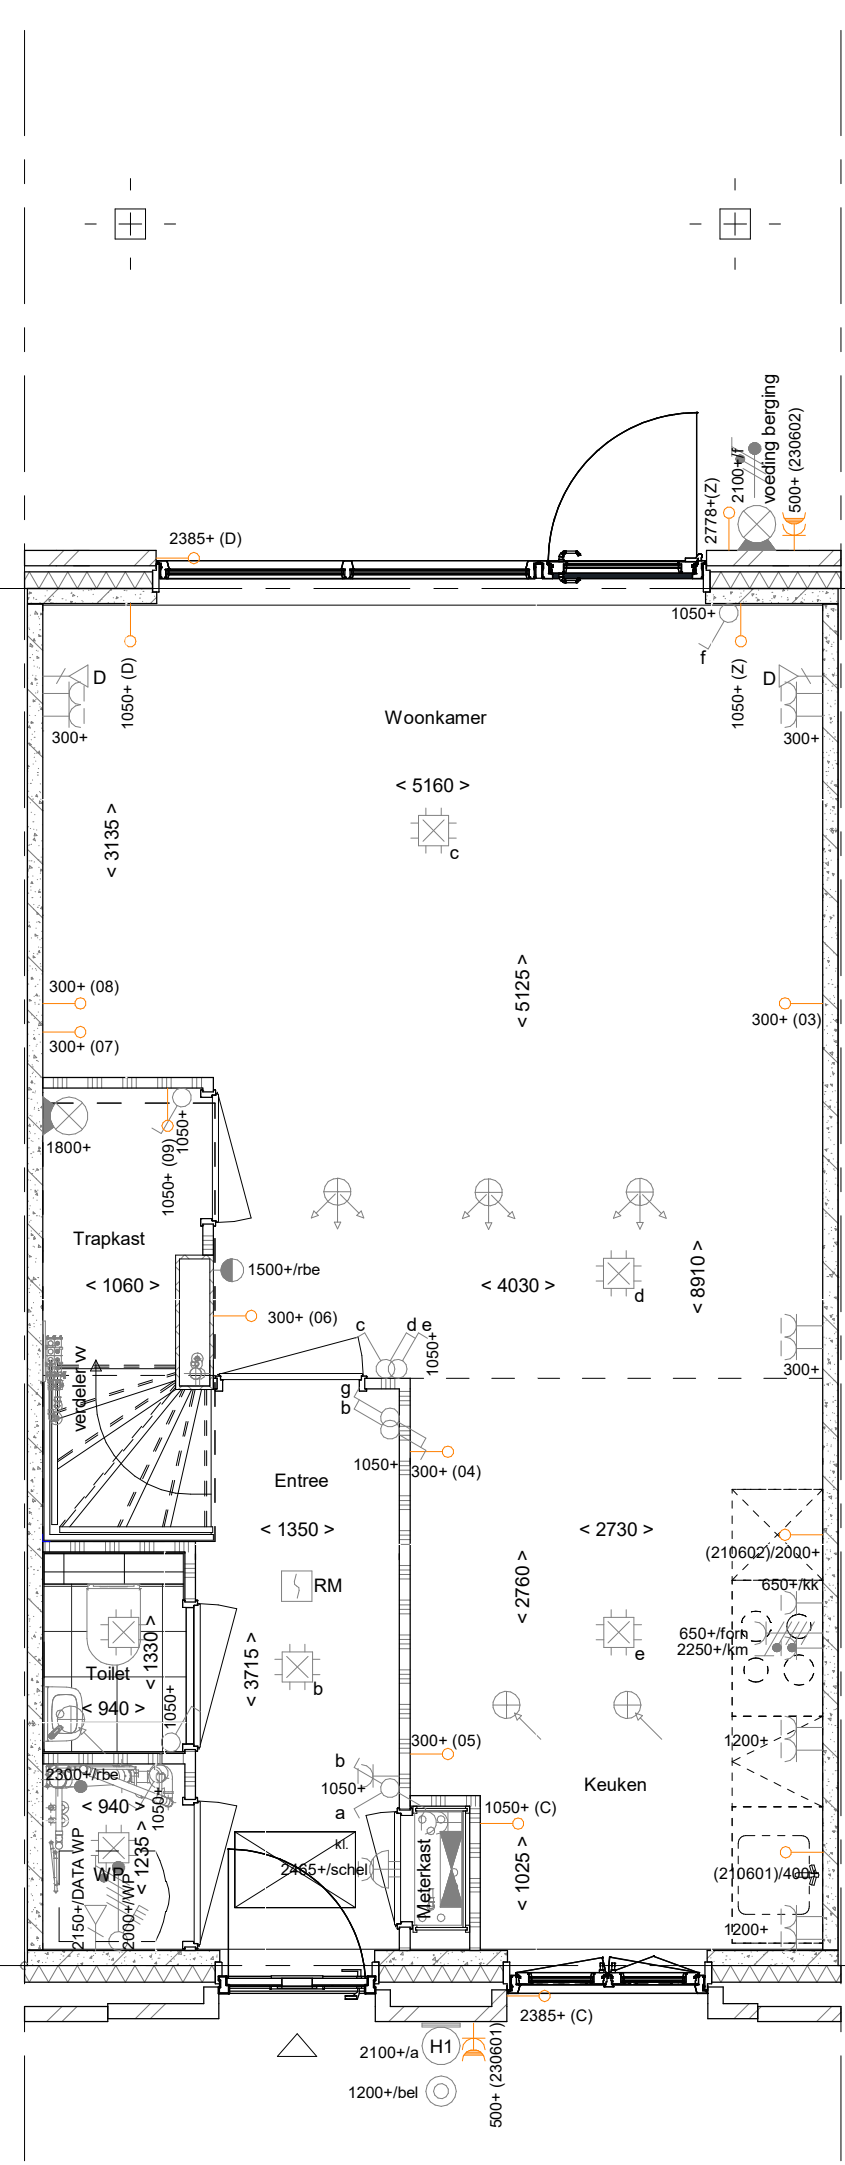 voeding berging
500+ (230602)
2100+/f
2778+(Z)
2385+ (D)
1050+
f
1050+ (D)
1050+ (Z)
D
D
300+
300+
Woonkamer
< 5160 >
c
< 3135 >
< 5125 >
300+ (08)
300+ (07)
300+ (03)
1050+
1800+
1050+ (09)
Trapkast
< 1060 >
1500+/rbe
< 4030 >
< 8910 >
d
300+ (06)
c
d e
1050+
300+
verdeler vv
g
b
1050+
300+ (04)
Entree
< 1350 >
< 2730 >
(210602)/2000+
650+/kk
RM
< 2760 >
650+/forn
2250+/km
e
< 1330 >
Toilet
< 940 >
1050+
< 3715 >
b
300+ (05)
1200+
b
1050+
a
2300+/rbe
Keuken
< 940 >
1050+
1050+ (C)
< 1235 >
WP
2150+/DATA WP
2000+/WP
kl.
2465+/schel
Meterkast
< 1025 >
(210601)/400+
1200+
2385+ (C)
2100+/a
H1
500+ (230601)
1200+/bel